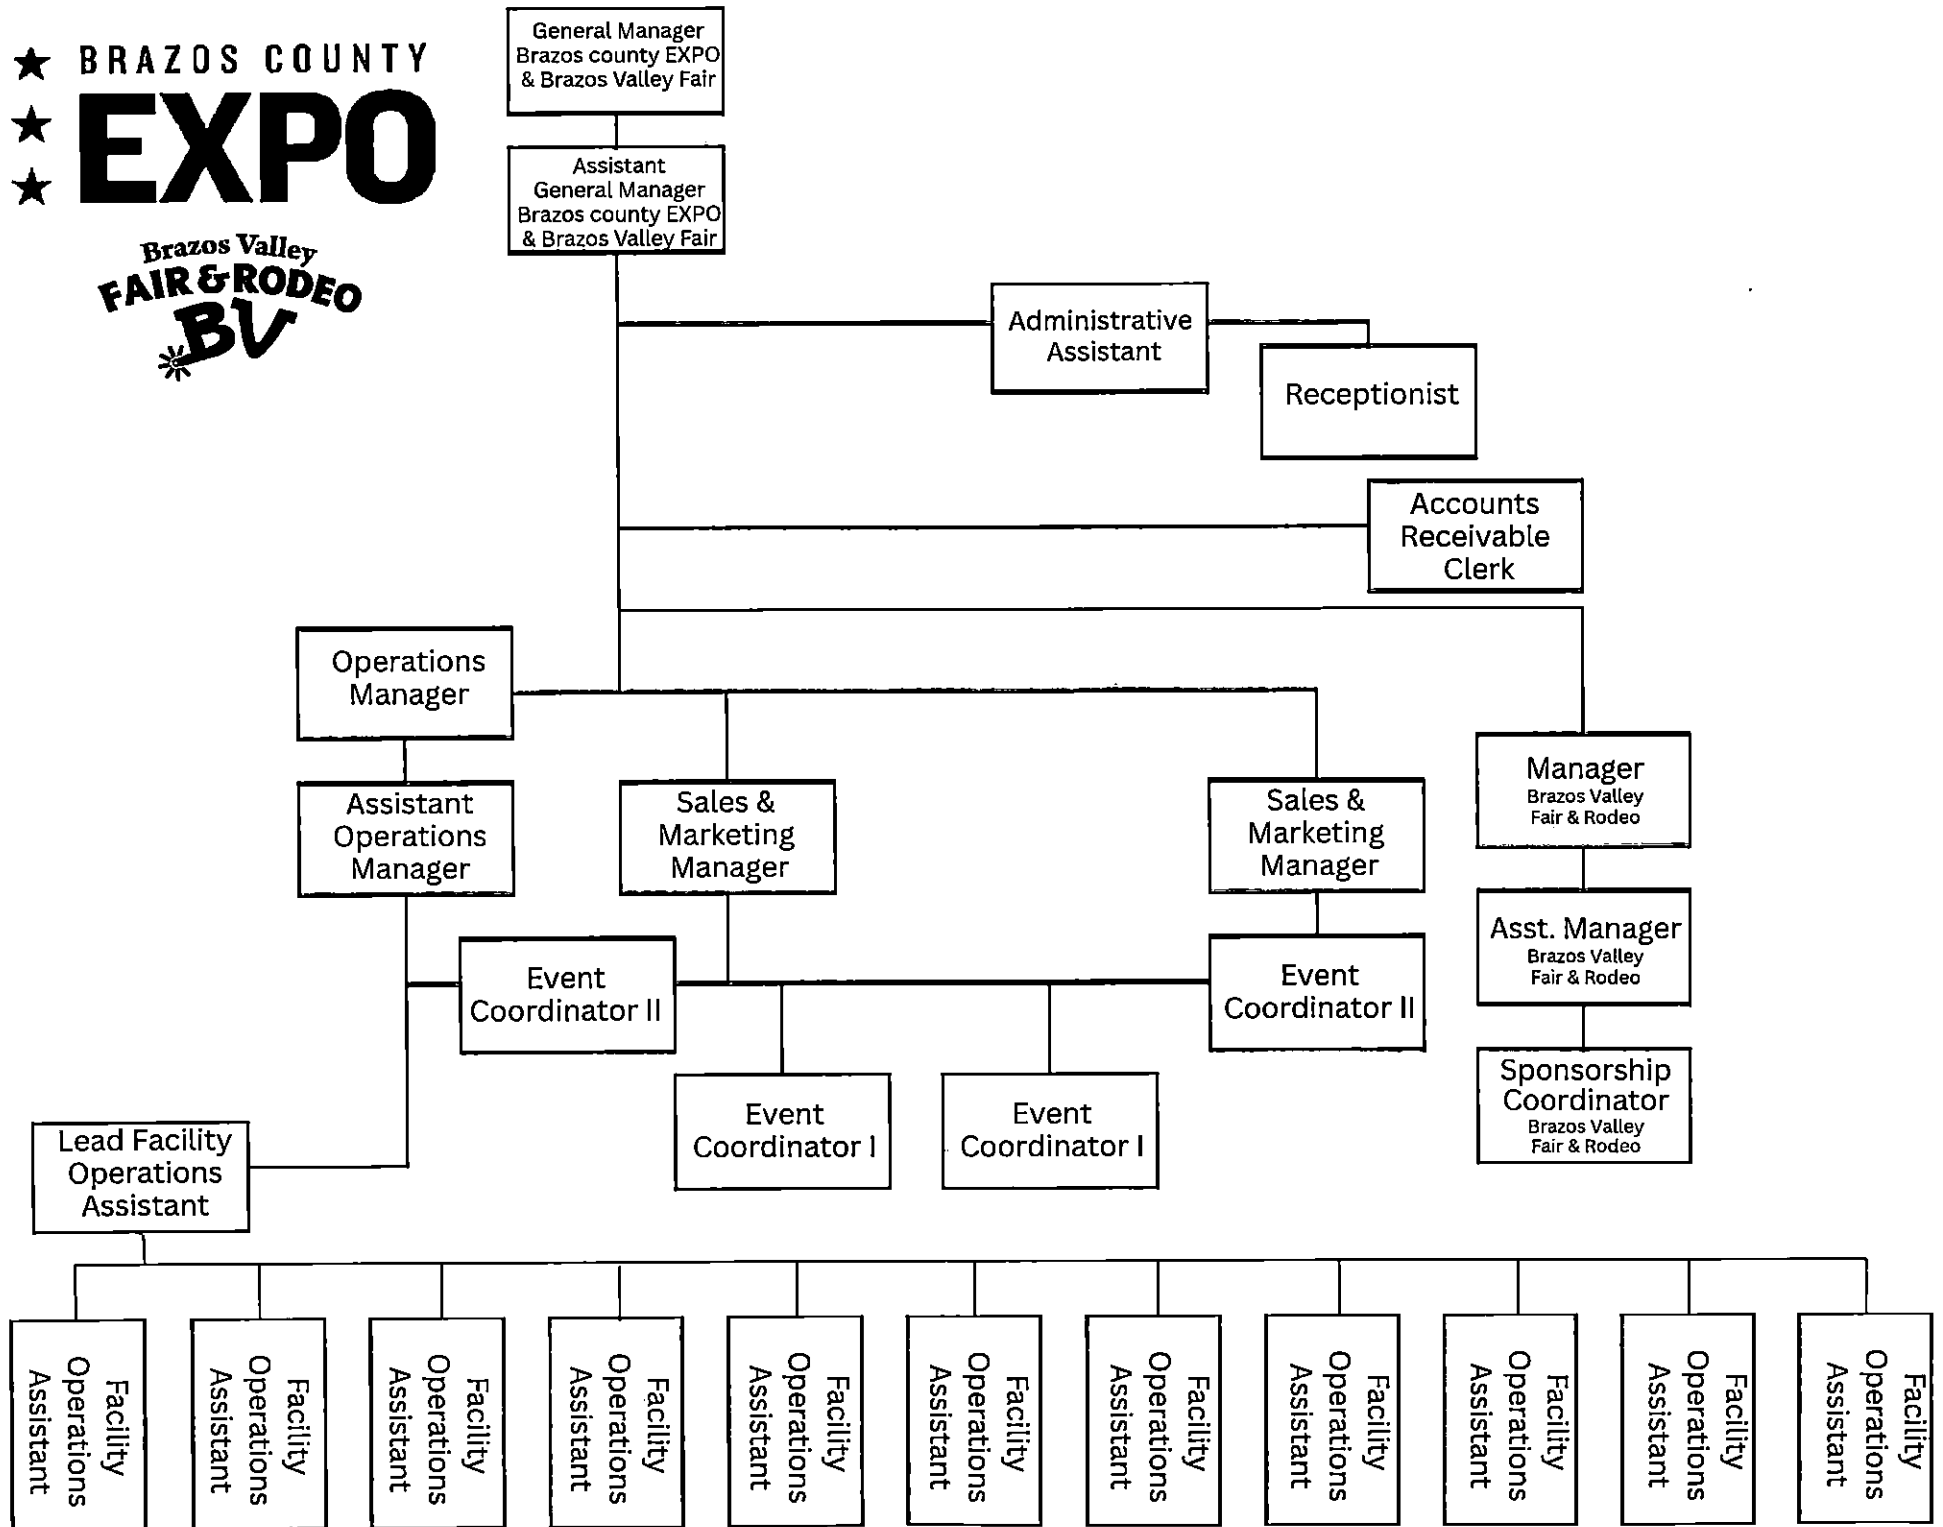 BRAZOS COUNTY
EXPO
Brazos Valley
FAIR & RODEO
BV
General Manager
Brazos county EXPO
& Brazos Valley Fair
Assistant
General Manager
Brazos county EXPO
& Brazos Valley Fair
Administrative
Assistant
Receptionist
Accounts
Receivable
Clerk
Operations
Manager
Assistant
Operations
Manager
Sales &
Marketing
Manager
Sales &
Marketing
Manager
Manager
Brazos Valley
Fair & Rodeo
Asst. Manager
Brazos Valley
Fair & Rodeo
Event
Coordinator II
Event
Coordinator II
Event
Coordinator I
Event
Coordinator I
Sponsorship
Coordinator
Brazos Valley
Fair & Rodeo
Lead Facility
Operations
Assistant
Facility
Operations
Assistant
Facility
Operations
Assistant
Facility
Operations
Assistant
Facility
Operations
Assistant
Facility
Operations
Assistant
Facility
Operations
Assistant
Facility
Operations
Assistant
Facility
Operations
Assistant
Facility
Operations
Assistant
Facility
Operations
Assistant
Facility
Operations
Assistant